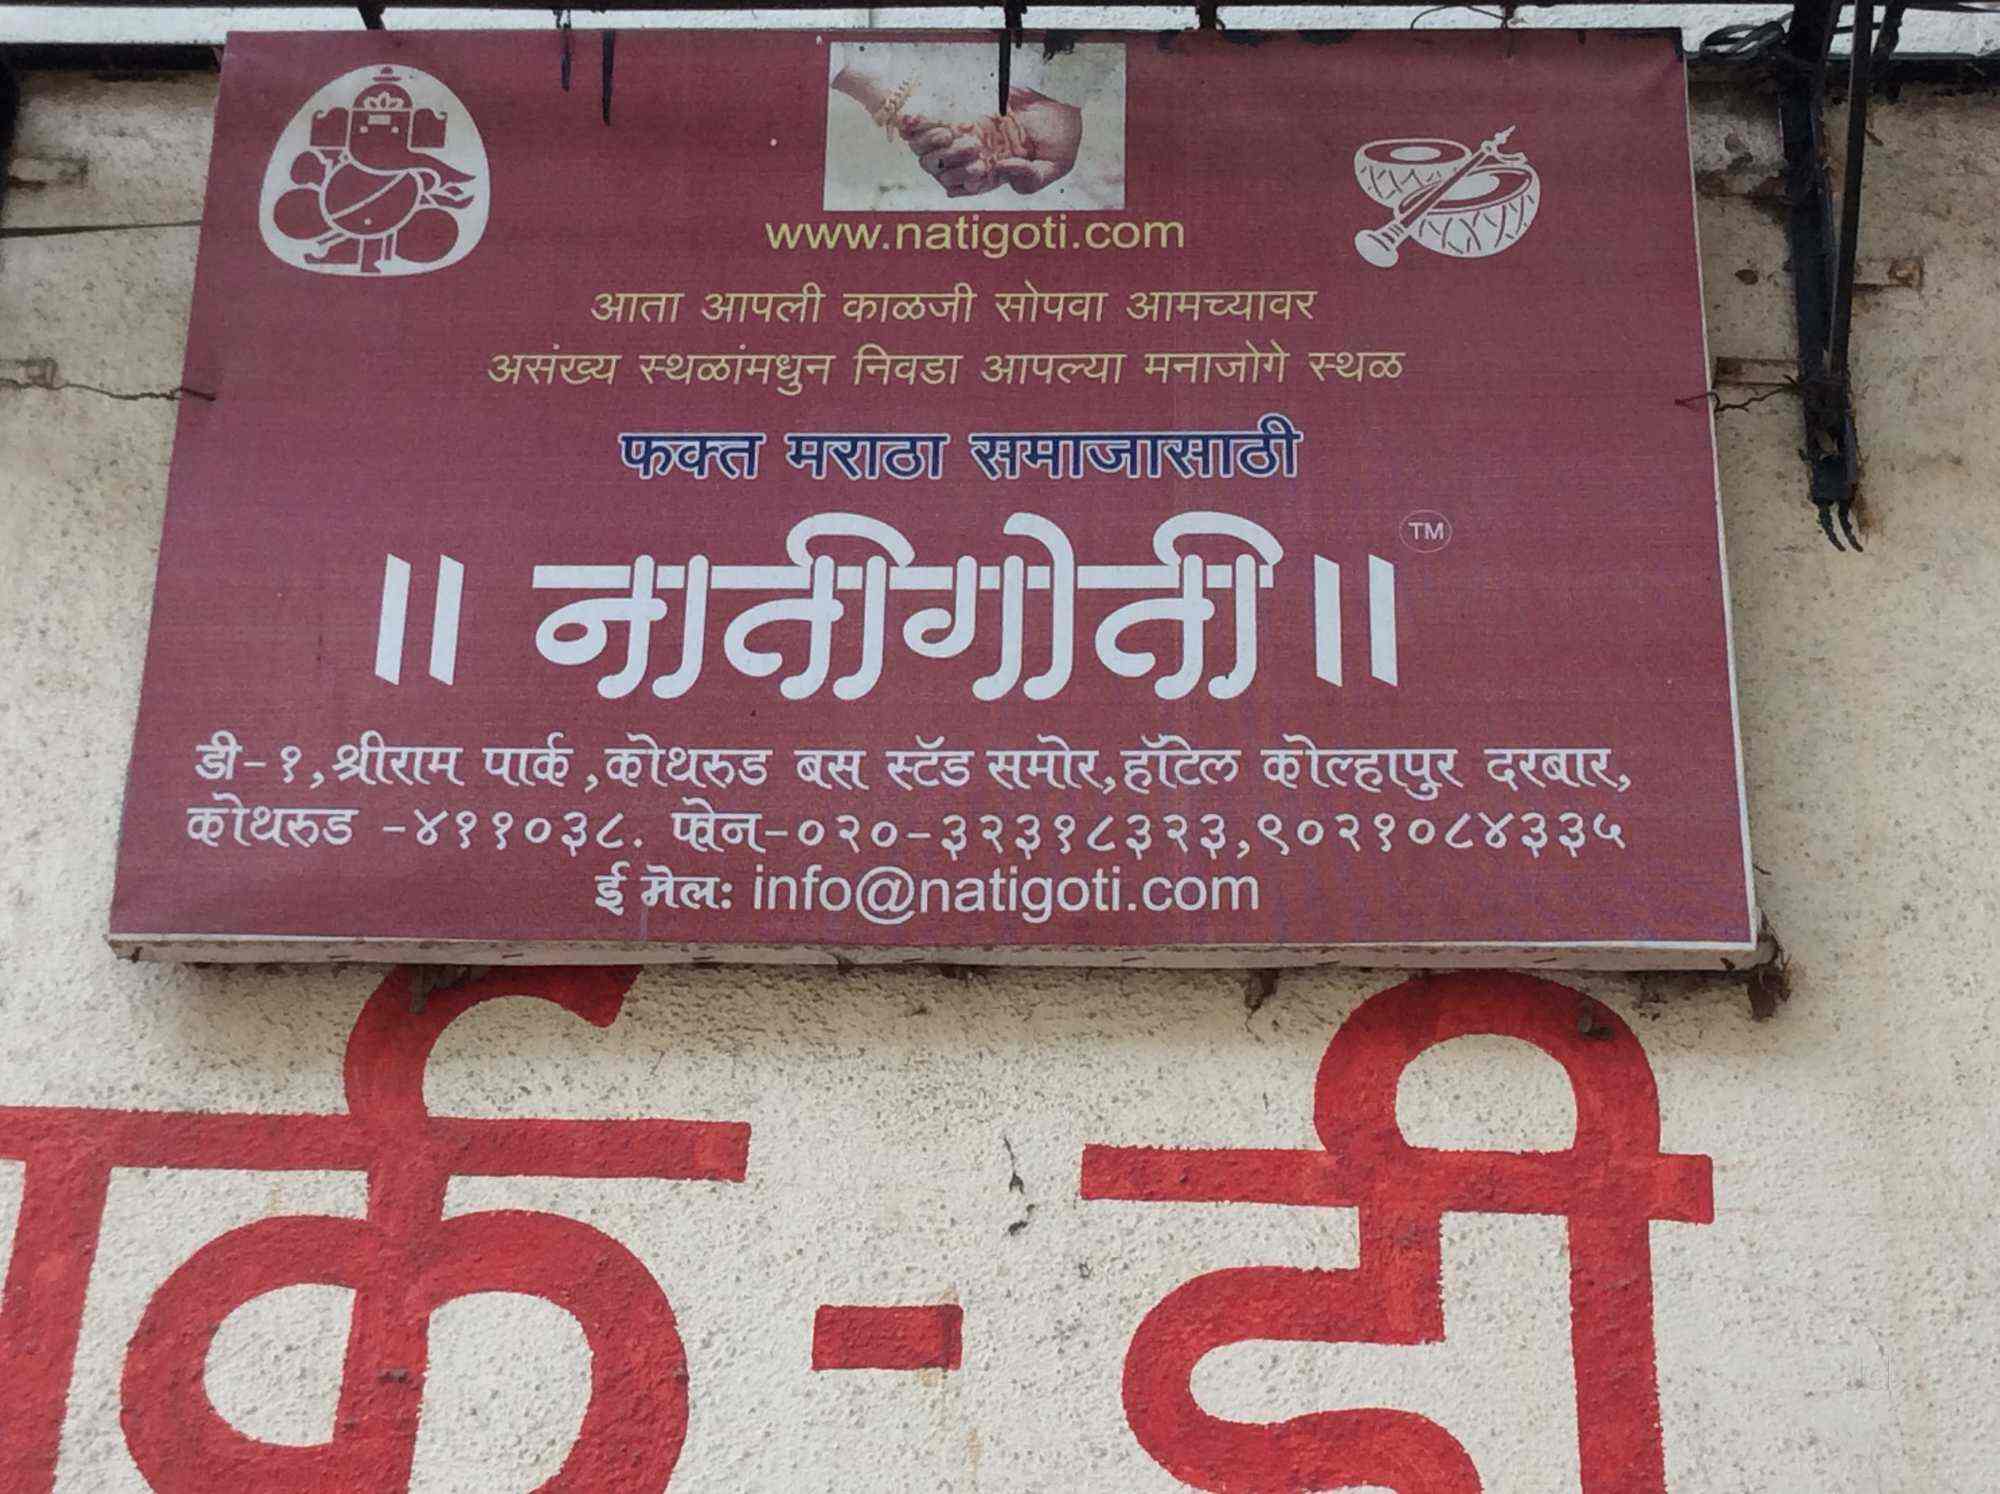 www.natigoti.com
आता आपली काळजी सोपवा आमच्यावर
असंख्य स्थळांमधुन निवडा आपल्या मनाजोगे स्थळ
फक्त मराठा समाजासाठी
॥ नातीगोती ॥ TM
डी-१,श्रीराम पार्क,कोथरुड बस स्टॅड समोर,हॉटेल कोल्हापुर दरबार,
कोथरुड -४११०३८. फोन-०२०-३२३१८३२३,९०२१०८४३३५
ई मेल: info@natigoti.com
र्क - डी